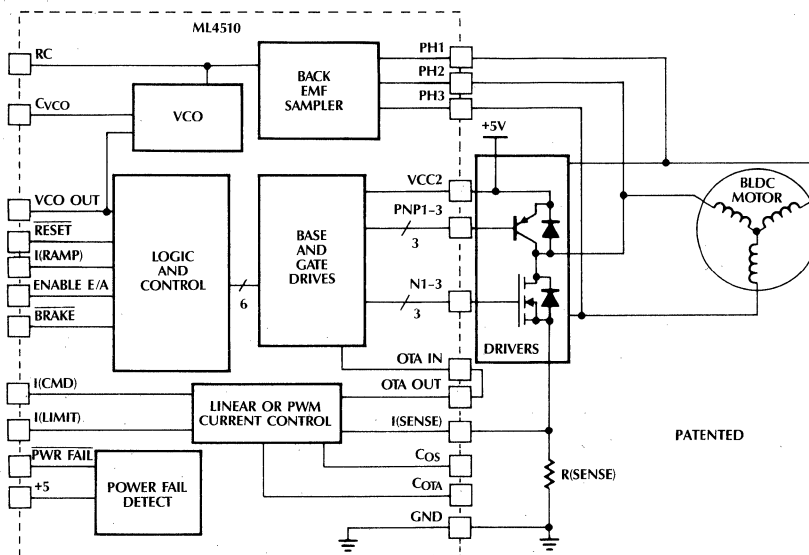 ML4510
RC
CVCO
VCO
BACK
EMF
SAMPLER
PH1
PH2
PH3
+5V
VCO OUT
RESET
I(RAMP)
ENABLE E/A
BRAKE
LOGIC
AND
CONTROL
6
BASE
AND
GATE
DRIVES
VCC2
PNP1–3
3
N1–3
3
DRIVERS
BLDC
MOTOR
OTA IN
OTA OUT
I(CMD)
I(LIMIT)
LINEAR OR PWM
CURRENT CONTROL
I(SENSE)
PATENTED
PWR FAIL
+5
POWER FAIL
DETECT
COS
COTA
R(SENSE)
GND